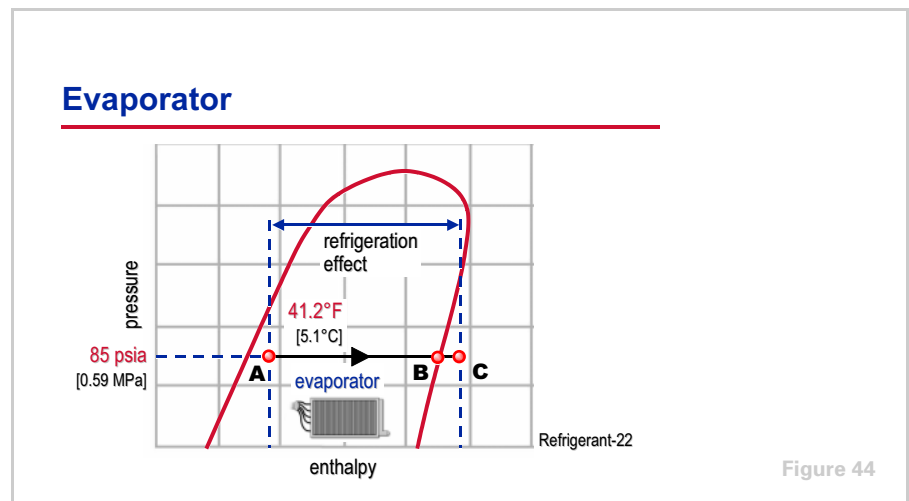 Evaporator
refrigeration
effect
pressure
41.2°F
[5.1°C]
85 psia
[0.59 MPa]
A
evaporator
B
C
Refrigerant-22
enthalpy
Figure 44